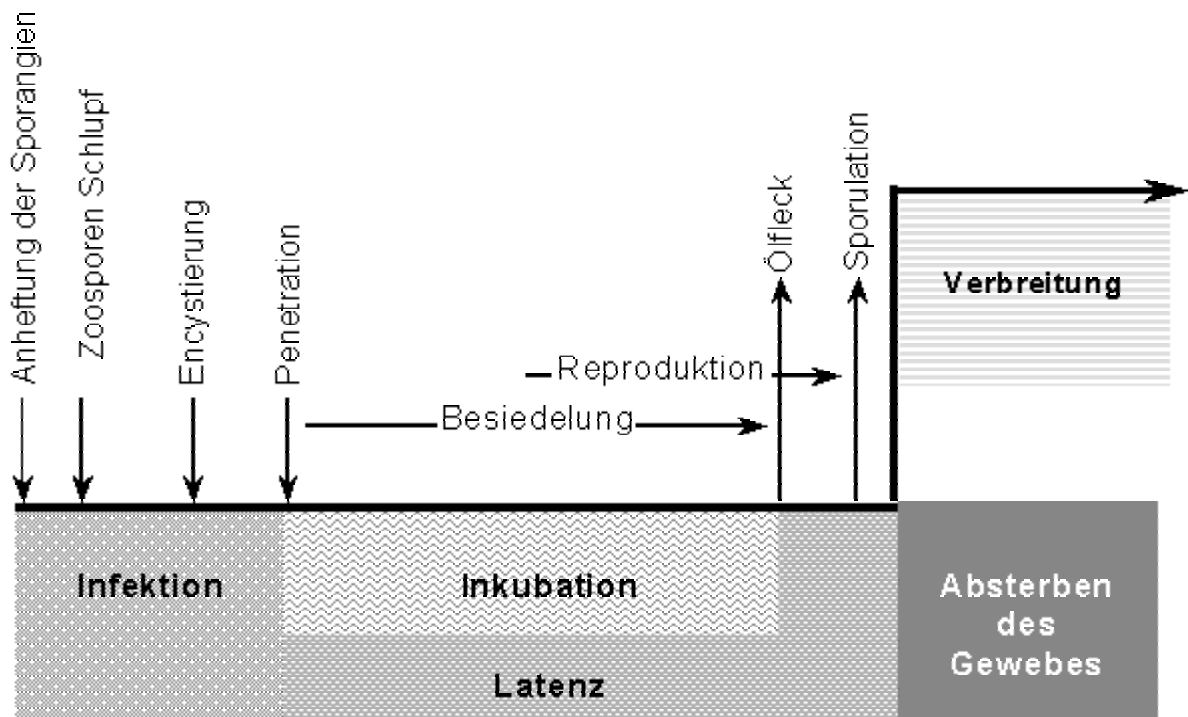 Anheftung der Sporangien
Zoosporen Schlupf
Encystierung
Penetration
Ölfleck
Sporulation
Verbreitung
Reproduktion
Besiedelung
Infektion
Inkubation
Latenz
Absterben
des
Gewebes